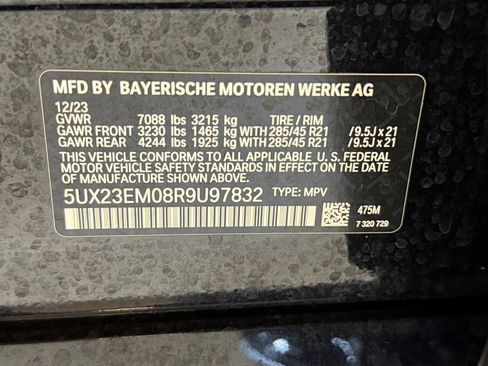 MFD BY BAYERISCHE MOTOREN WERKE AG
12/23
GVWR 7088 lbs 3215 kg TIRE / RIM
GAWR FRONT 3230 lbs 1465 kg WITH 285/45 R21 / 9.5J x 21
GAWR REAR 4244 lbs 1925 kg WITH 285/45 R21 / 9.5J x 21
THIS VEHICLE CONFORMS TO ALL APPLICABLE U. S. FEDERAL
MOTOR VEHICLE SAFETY STANDARDS IN EFFECT ON THE DATE OF
MANUFACTURE SHOWN ABOVE.
5UX23EM08R9U97832 TYPE: MPV
475M
7 320 729